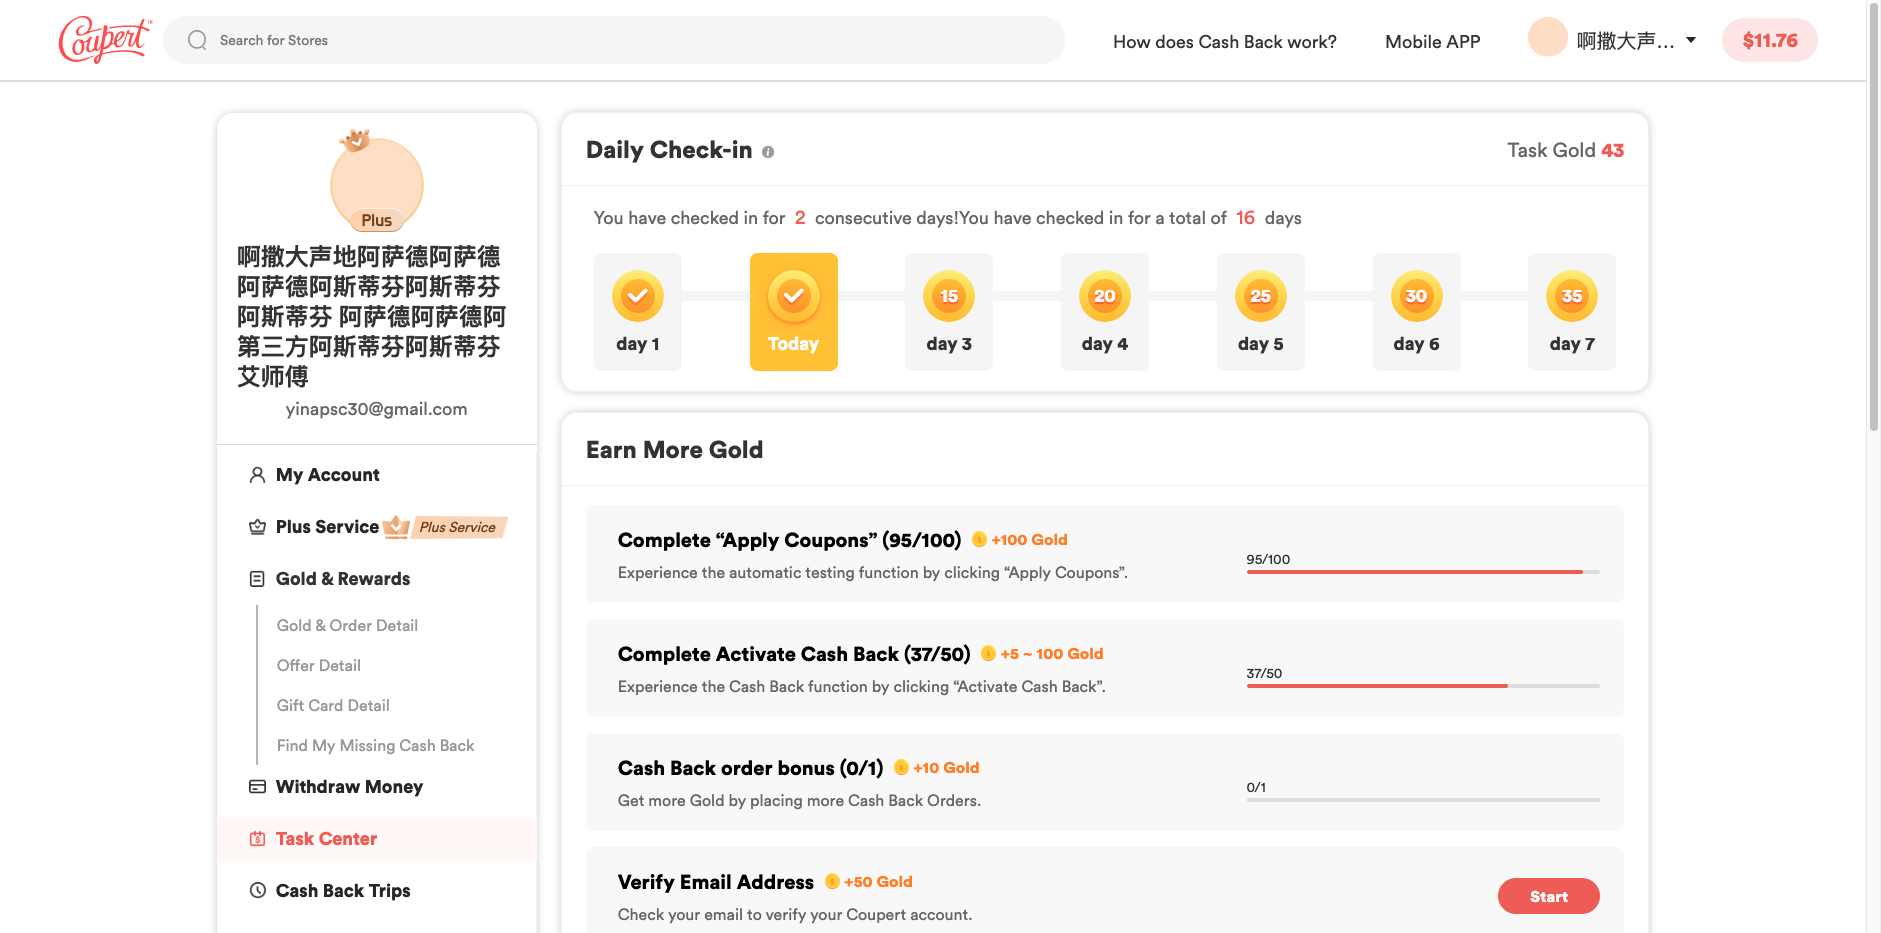 Coupert™
Search for Stores
How does Cash Back work?
Mobile APP
啊撒大声...
$11.76
Plus
啊撒大声地阿萨德阿萨德
阿萨德阿斯蒂芬阿斯蒂芬
阿斯蒂芬 阿萨德阿萨德阿
第三方阿斯蒂芬阿斯蒂芬
艾师傅
yinapsc30@gmail.com
My Account
Plus Service Plus Service
Gold & Rewards
Gold & Order Detail
Offer Detail
Gift Card Detail
Find My Missing Cash Back
Withdraw Money
Task Center
Cash Back Trips
Daily Check-in
Task Gold 43
You have checked in for 2 consecutive days!You have checked in for a total of 16 days
15 20 25 30 35
day 1 Today day 3 day 4 day 5 day 6 day 7
Earn More Gold
Complete “Apply Coupons” (95/100) +100 Gold
Experience the automatic testing function by clicking “Apply Coupons”.
95/100
Complete Activate Cash Back (37/50) +5 ~ 100 Gold
Experience the Cash Back function by clicking “Activate Cash Back”.
37/50
Cash Back order bonus (0/1) +10 Gold
Get more Gold by placing more Cash Back Orders.
0/1
Verify Email Address +50 Gold
Check your email to verify your Coupert account.
Start